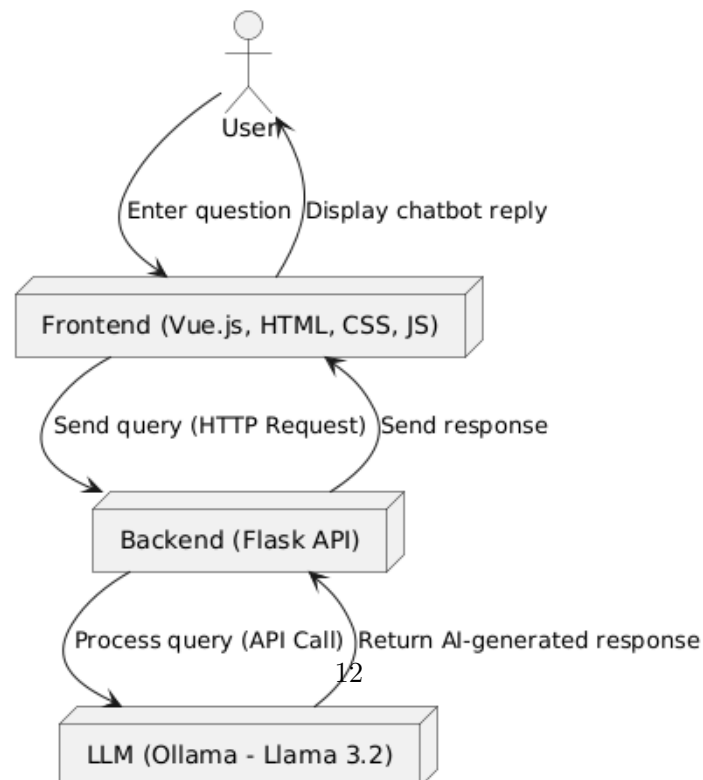 User
Enter question
Display chatbot reply
Frontend (Vue.js, HTML, CSS, JS)
Send query (HTTP Request)
Send response
Backend (Flask API)
Process query (API Call)
Return AI-generated response
12
LLM (Ollama - Llama 3.2)